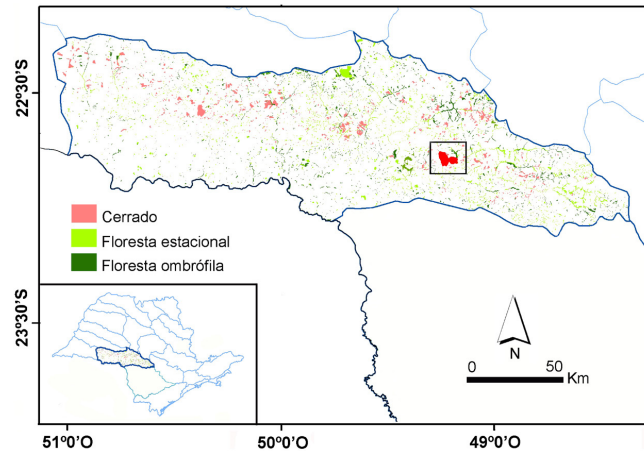 22°30'S
Cerrado
Floresta estacional
Floresta ombrófila
23°30'S
N
0 50
Km
51°0'O 50°0'O 49°0'O